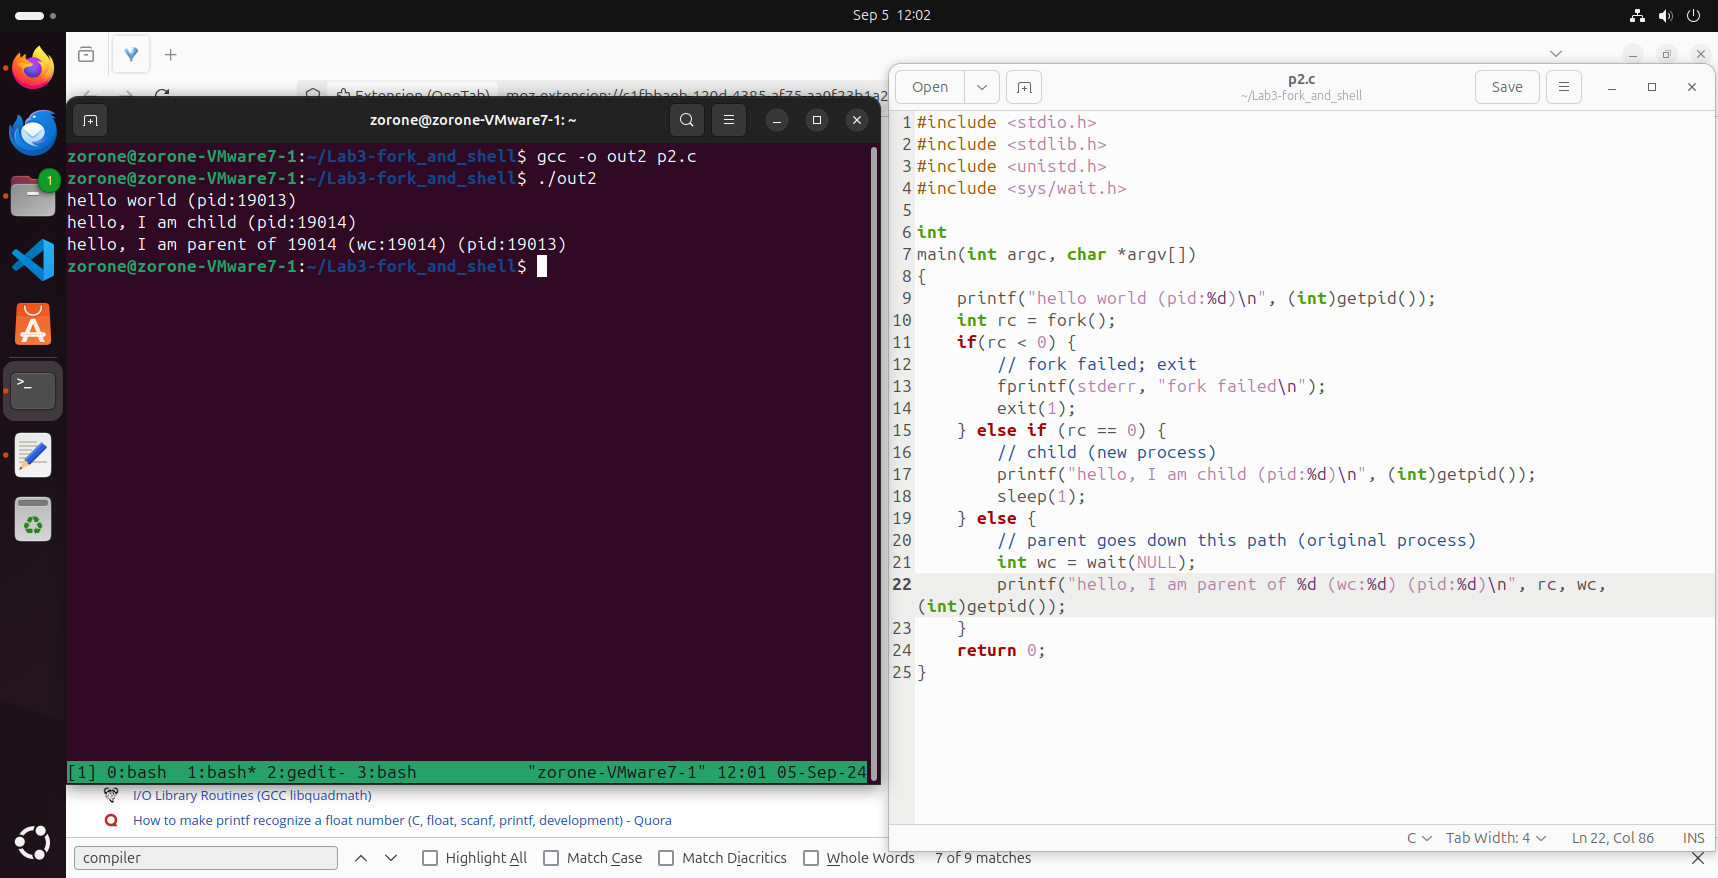 Sep 5 12:02
Extension (OneTab)
p2.c
~/Lab3-fork_and_shell
Open
Save
zorone@zorone-VMware7-1: ~
zorone@zorone-VMware7-1:~/Lab3-fork_and_shell$ gcc -o out2 p2.c
zorone@zorone-VMware7-1:~/Lab3-fork_and_shell$ ./out2
hello world (pid:19013)
hello, I am child (pid:19014)
hello, I am parent of 19014 (wc:19014) (pid:19013)
zorone@zorone-VMware7-1:~/Lab3-fork_and_shell$
[1] 0:bash 1:bash* 2:gedit- 3:bash "zorone-VMware7-1" 12:01 05-Sep-24
1 #include <stdio.h>
2 #include <stdlib.h>
3 #include <unistd.h>
4 #include <sys/wait.h>
5
6 int
7 main(int argc, char *argv[])
8 {
9 printf("hello world (pid:%d)\n", (int)getpid());
10 int rc = fork();
11 if(rc < 0) {
12 // fork failed; exit
13 fprintf(stderr, "fork failed\n");
14 exit(1);
15 } else if (rc == 0) {
16 // child (new process)
17 printf("hello, I am child (pid:%d)\n", (int)getpid());
18 sleep(1);
19 } else {
20 // parent goes down this path (original process)
21 int wc = wait(NULL);
22 printf("hello, I am parent of %d (wc:%d) (pid:%d)\n", rc, wc,
(int)getpid());
23 }
24 return 0;
25 }
C Tab Width: 4 Ln 22, Col 86 INS
1
I/O Library Routines (GCC libquadmath)
How to make printf recognize a float number (C, float, scanf, printf, development) - Quora
compiler
Highlight All
Match Case
Match Diacritics
Whole Words
7 of 9 matches